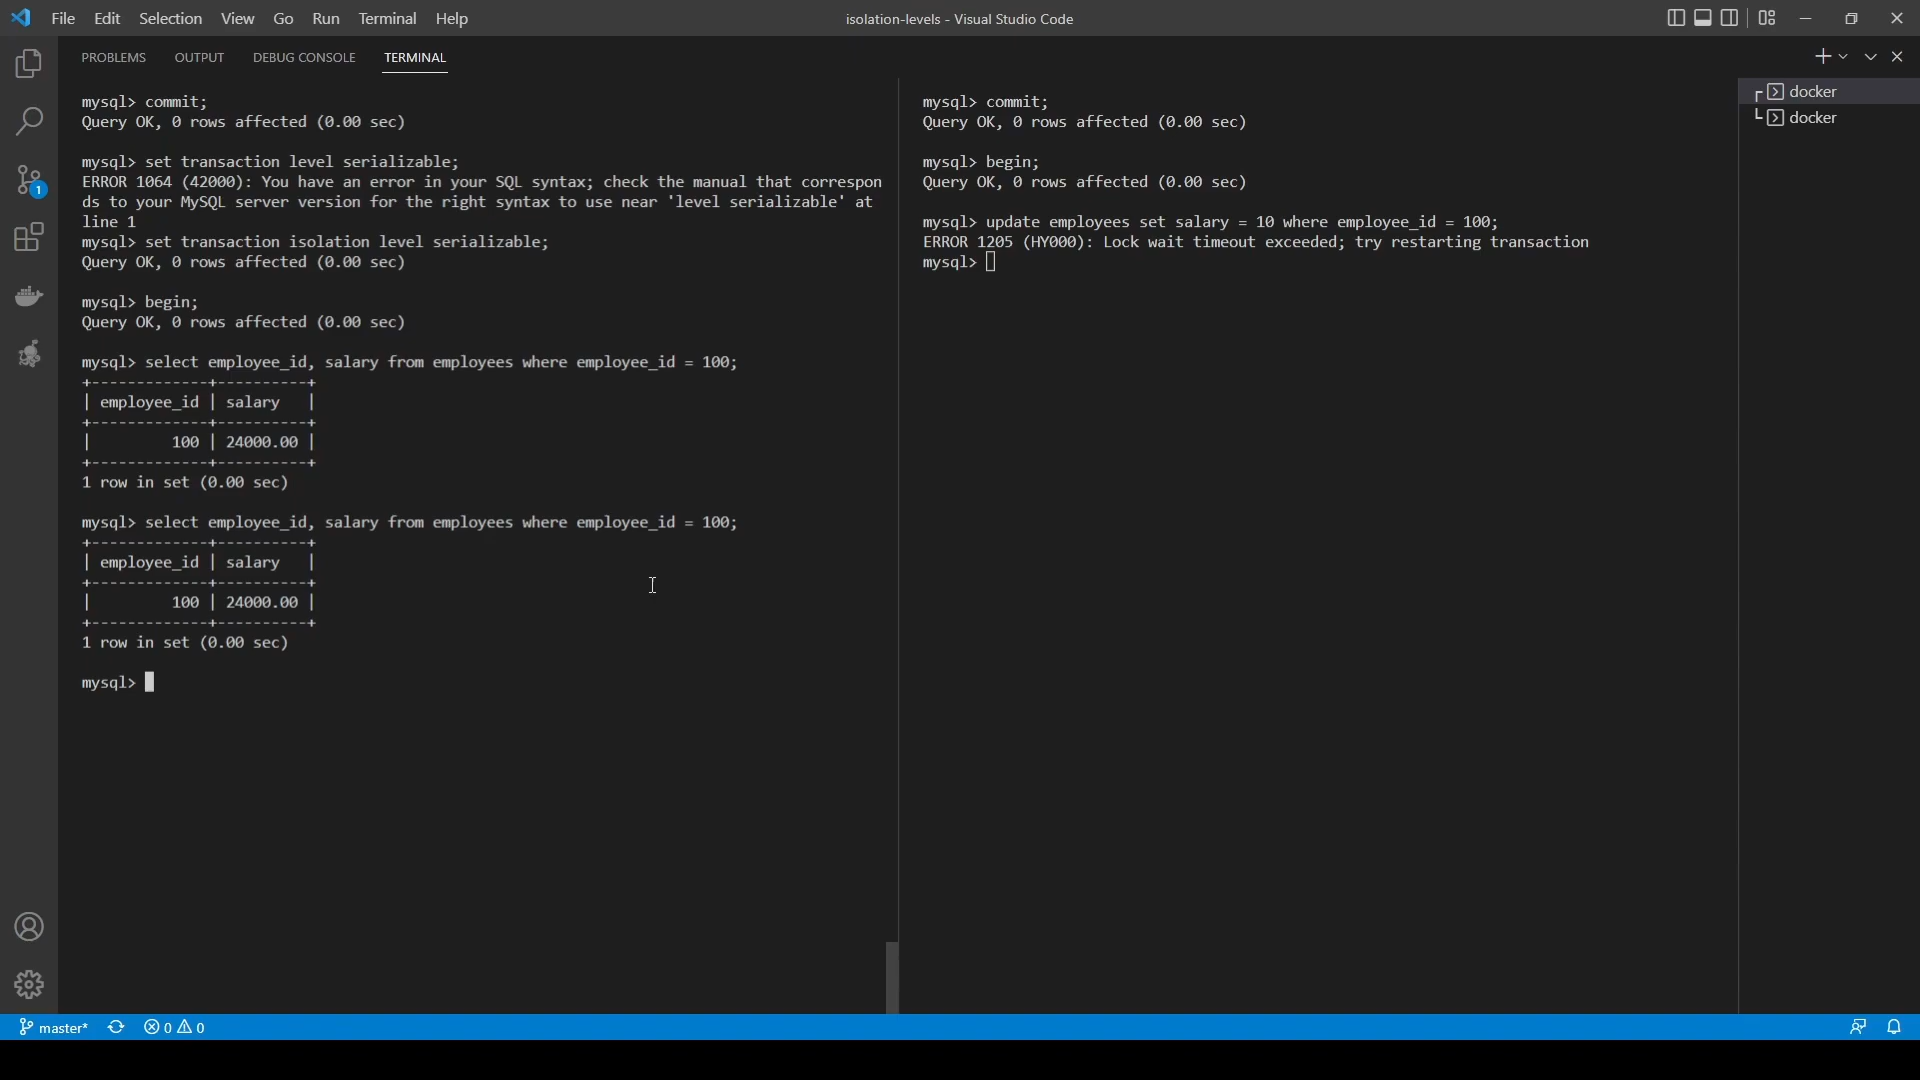 File Edit Selection View Go Run Terminal Help
isolation-levels - Visual Studio Code
PROBLEMS OUTPUT DEBUG CONSOLE TERMINAL
mysql> commit;
Query OK, 0 rows affected (0.00 sec)
mysql> set transaction level serializable;
ERROR 1064 (42000): You have an error in your SQL syntax; check the manual that correspon
ds to your MySQL server version for the right syntax to use near 'level serializable' at
line 1
mysql> set transaction isolation level serializable;
Query OK, 0 rows affected (0.00 sec)
mysql> begin;
Query OK, 0 rows affected (0.00 sec)
mysql> select employee_id, salary from employees where employee_id = 100;
+-------------+----------+
| employee_id | salary   |
+-------------+----------+
|         100 | 24000.00 |
+-------------+----------+
1 row in set (0.00 sec)
mysql> select employee_id, salary from employees where employee_id = 100;
+-------------+----------+
| employee_id | salary   |
+-------------+----------+
|         100 | 24000.00 |
+-------------+----------+
1 row in set (0.00 sec)
mysql>
mysql> commit;
Query OK, 0 rows affected (0.00 sec)
mysql> begin;
Query OK, 0 rows affected (0.00 sec)
mysql> update employees set salary = 10 where employee_id = 100;
ERROR 1205 (HY000): Lock wait timeout exceeded; try restarting transaction
mysql>
docker
docker
1
master* 0 0